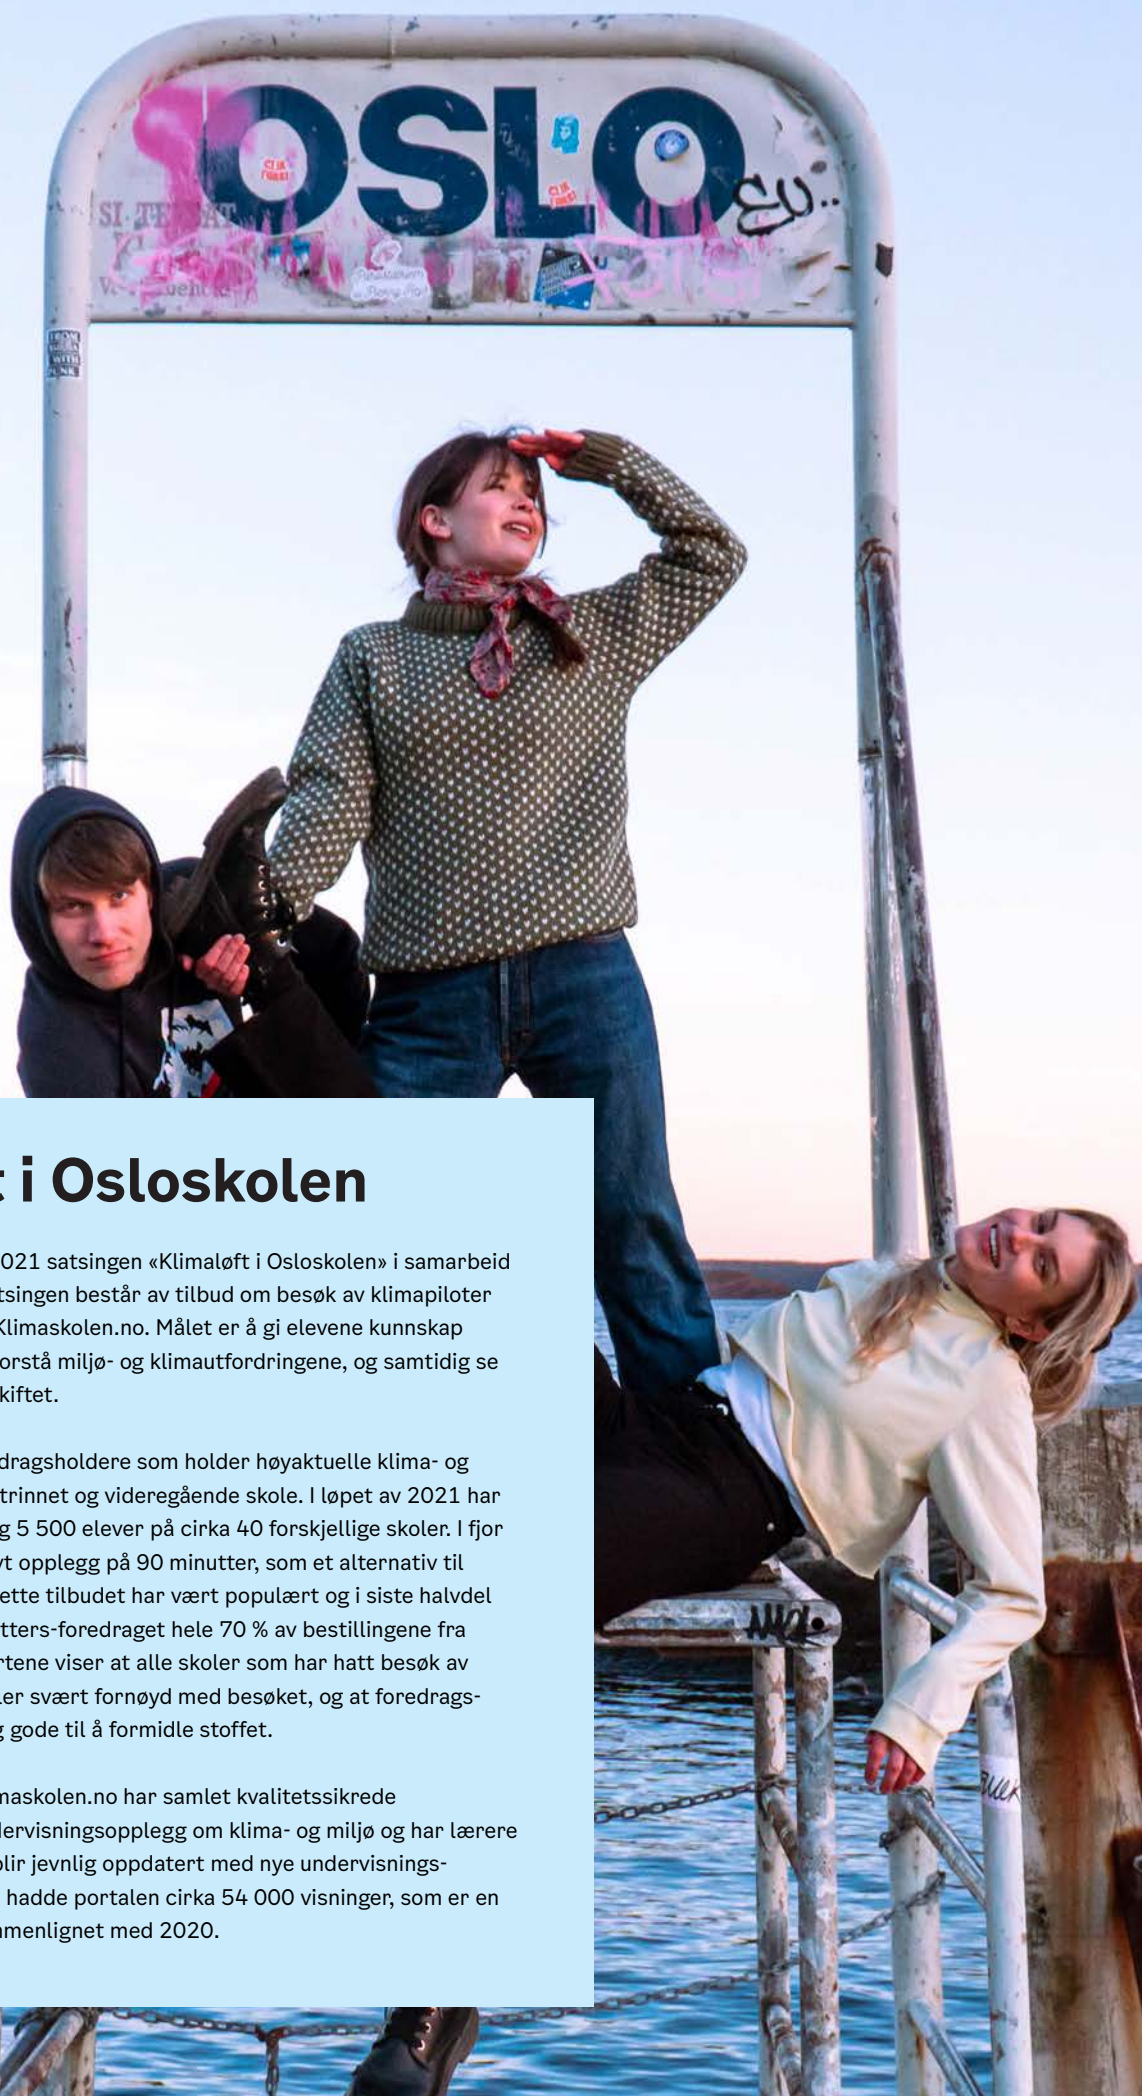 OSLO
EU..
FROM
WITH
t i Osloskolen
021 satsingen «Klimaløft i Osloskolen» i samarbeid
tsingen består av tilbud om besøk av klimapiloter
Klimaskolen.no. Målet er å gi elevene kunnskap
orstå miljø- og klimautfordringene, og samtidig se
kiftet.
dragsholdere som holder høyaktuelle klima- og
trinnet og videregående skole. I løpet av 2021 har
g 5 500 elever på cirka 40 forskjellige skoler. I fjor
yt opplegg på 90 minutter, som et alternativ til
ette tilbudet har vært populært og i siste halvdel
tters-foredraget hele 70 % av bestillingene fra
rtene viser at alle skoler som har hatt besøk av
ler svært fornøyd med besøket, og at foredrags-
g gode til å formidle stoffet.
maskolen.no har samlet kvalitetssikrede
dervisningsopplegg om klima- og miljø og har lærere
blir jevnlig oppdatert med nye undervisnings-
hadde portalen cirka 54 000 visninger, som er en
mmenlignet med 2020.